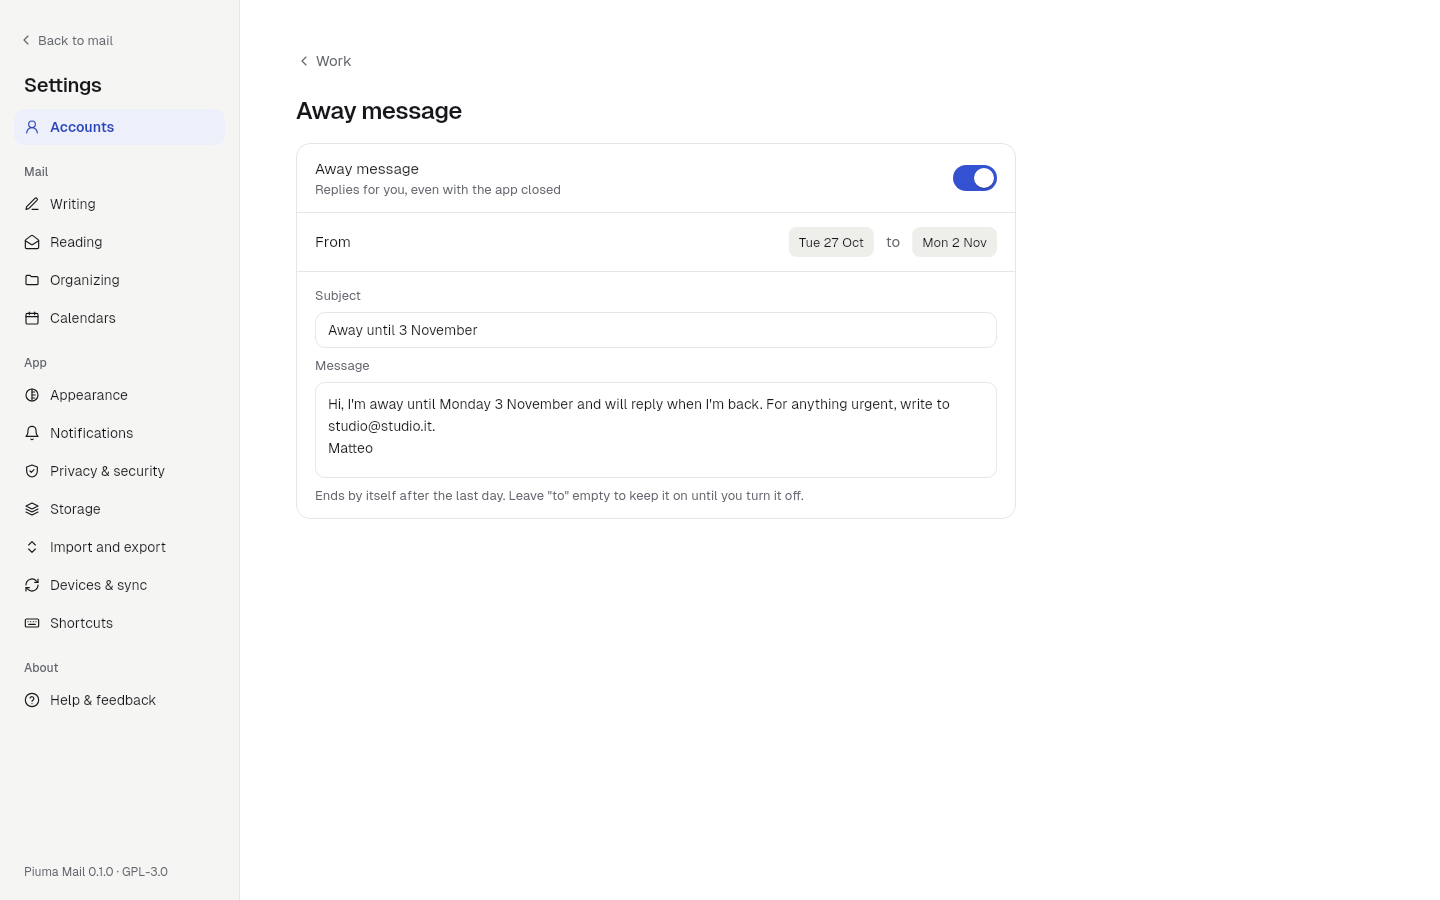 Back to mail
Settings
Accounts
Mail
Writing
Reading
Organizing
Calendars
App
Appearance
Notifications
Privacy & security
Storage
Import and export
Devices & sync
Shortcuts
About
Help & feedback
Piuma Mail 0.1.0 · GPL-3.0
Work
Away message
Away message
Replies for you, even with the app closed
From Tue 27 Oct to Mon 2 Nov
Subject
Away until 3 November
Message
Hi, I'm away until Monday 3 November and will reply when I'm back. For anything urgent, write to
studio@studio.it.
Matteo
Ends by itself after the last day. Leave "to" empty to keep it on until you turn it off.